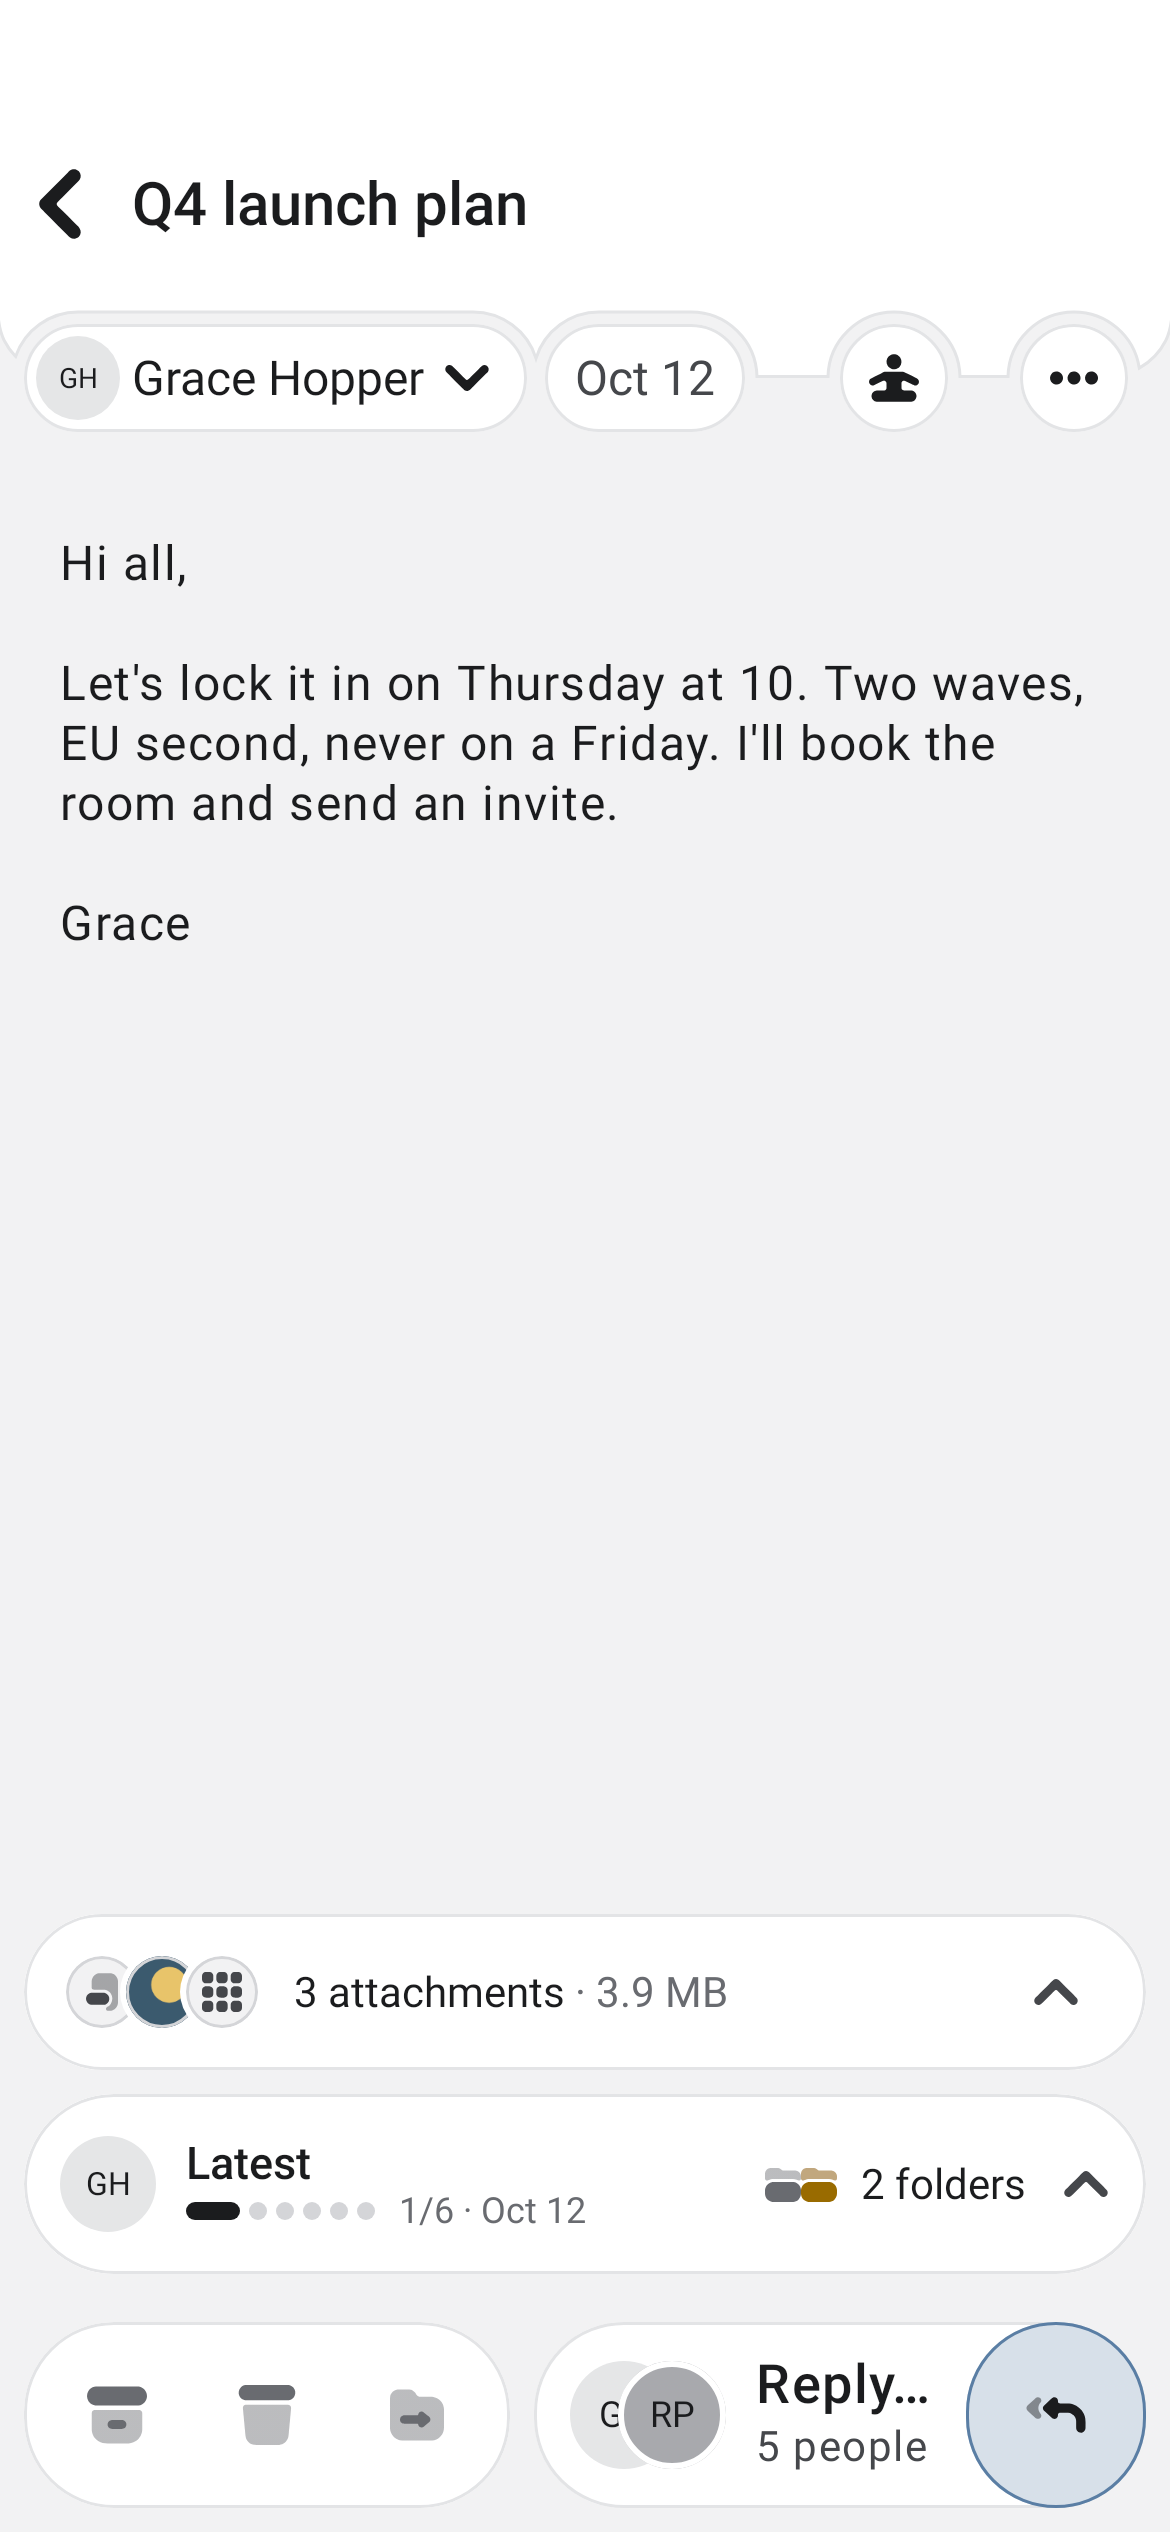 Q4 launch plan
GH Grace Hopper Oct 12
Hi all,
Let's lock it in on Thursday at 10. Two waves,
EU second, never on a Friday. I'll book the
room and send an invite.
Grace
3 attachments · 3.9 MB
GH Latest
1/6 · Oct 12 2 folders
G RP Reply…
5 people